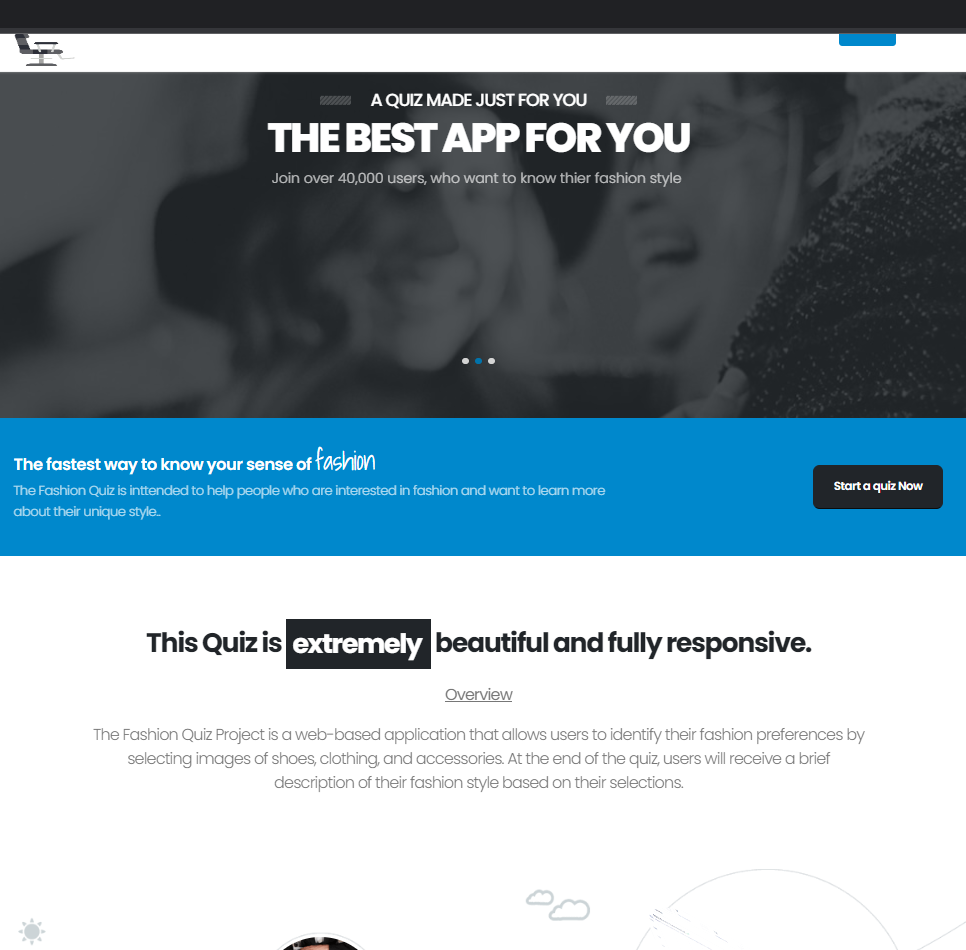 A QUIZ MADE JUST FOR YOU
THE BEST APP FOR YOU
Join over 40,000 users, who want to know thier fashion style
The fastest way to know your sense of fashion
The Fashion Quiz is inttended to help people who are interested in fashion and want to learn more
about their unique style..
Start a quiz Now
This Quiz is extremely beautiful and fully responsive.
Overview
The Fashion Quiz Project is a web-based application that allows users to identify their fashion preferences by
selecting images of shoes, clothing, and accessories. At the end of the quiz, users will receive a brief
description of their fashion style based on their selections.